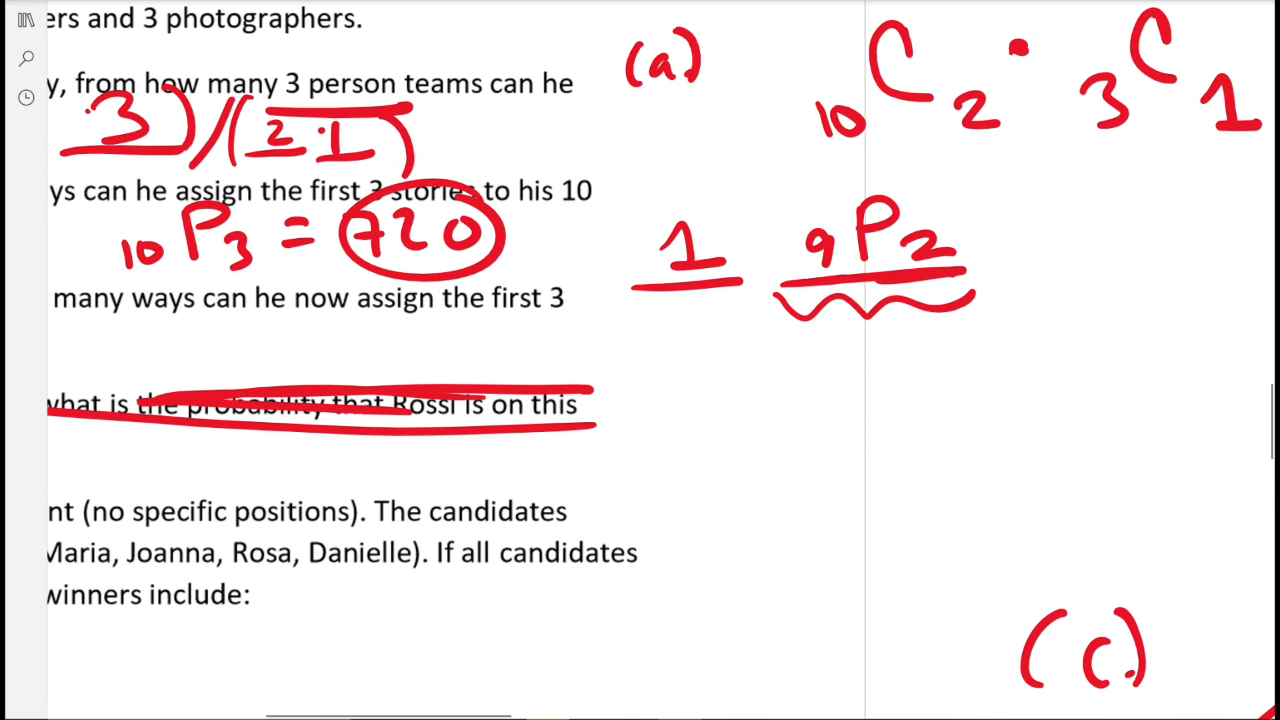 ers and 3 photographers.
(a) 10C2 · 3C1
y, from how many 3 person teams can he
3)/(2·1)
ys can he assign the first 3 stories to his 10
10P3 = 720
1 9P2
many ways can he now assign the first 3
what is the probability that Rossi is on this
nt (no specific positions). The candidates
Maria, Joanna, Rosa, Danielle). If all candidates
winners include:
(c)